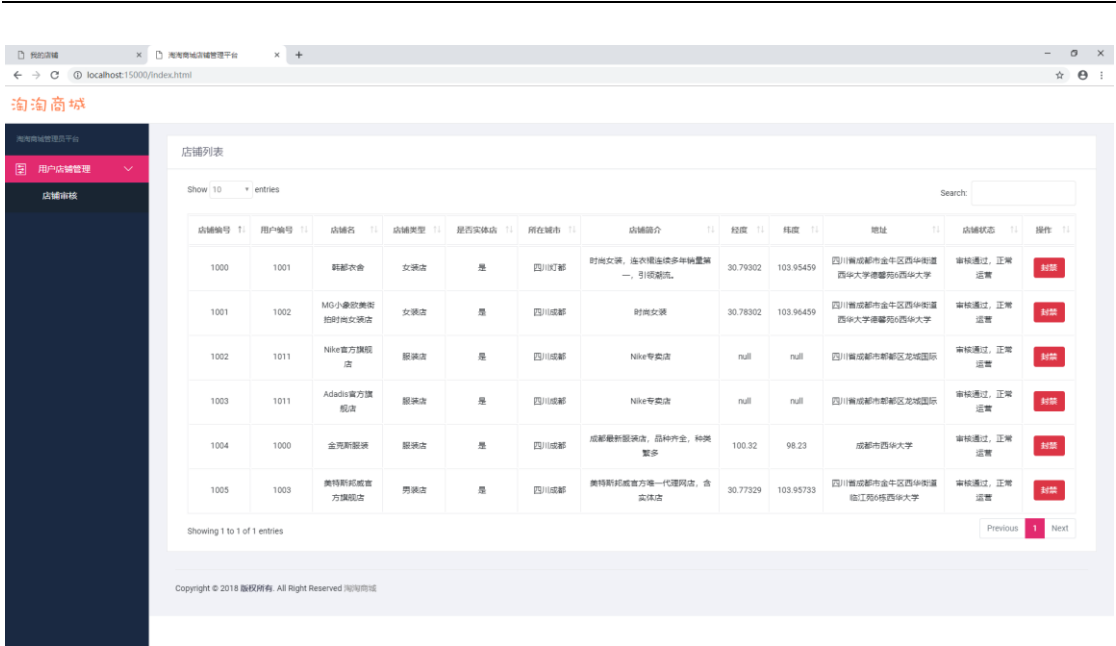 我的店铺
淘淘商城店铺管理平台
localhost:15000/index.html
淘淘商城
淘淘商城管理员平台
用户店铺管理
店铺审核
店铺列表
Show 10 entries
Search:
店铺编号 用户编号 店铺名 店铺类型 是否实体店 所在城市 店铺简介 经度 纬度 地址 店铺状态 操作
1000 1001 韩都衣舍 女装店 是 四川成都 时尚女装，连衣裙连续多年销量第 30.79302 103.95459 四川省成都市金牛区西华街道 审核通过，正常 封禁
一，引领潮流。 西华大学德馨苑6西华大学 运营
1001 1002 MG小象欧美街 女装店 是 四川成都 时尚女装 30.78302 103.96459 四川省成都市金牛区西华街道 审核通过，正常 封禁
拍时尚女装店 西华大学德馨苑6西华大学 运营
1002 1011 Nike官方旗舰 服装店 是 四川成都 Nike专卖店 null null 四川省成都市郫都区龙城国际 审核通过，正常 封禁
店 运营
1003 1011 Adadis官方旗 服装店 是 四川成都 Nike专卖店 null null 四川省成都市郫都区龙城国际 审核通过，正常 封禁
舰店 运营
1004 1000 金克斯服装 服装店 是 四川成都 成都最新服装店，品种齐全，种类 100.32 98.23 成都市西华大学 审核通过，正常 封禁
繁多 运营
1005 1003 美特斯邦威官 男装店 是 四川成都 美特斯邦威官方唯一代理网店，含 30.77329 103.95733 四川省成都市金牛区西华街道 审核通过，正常 封禁
方旗舰店 实体店 临江苑6栋西华大学 运营
Showing 1 to 1 of 1 entries
Previous 1 Next
Copyright © 2018 版权所有. All Right Reserved 淘淘商城